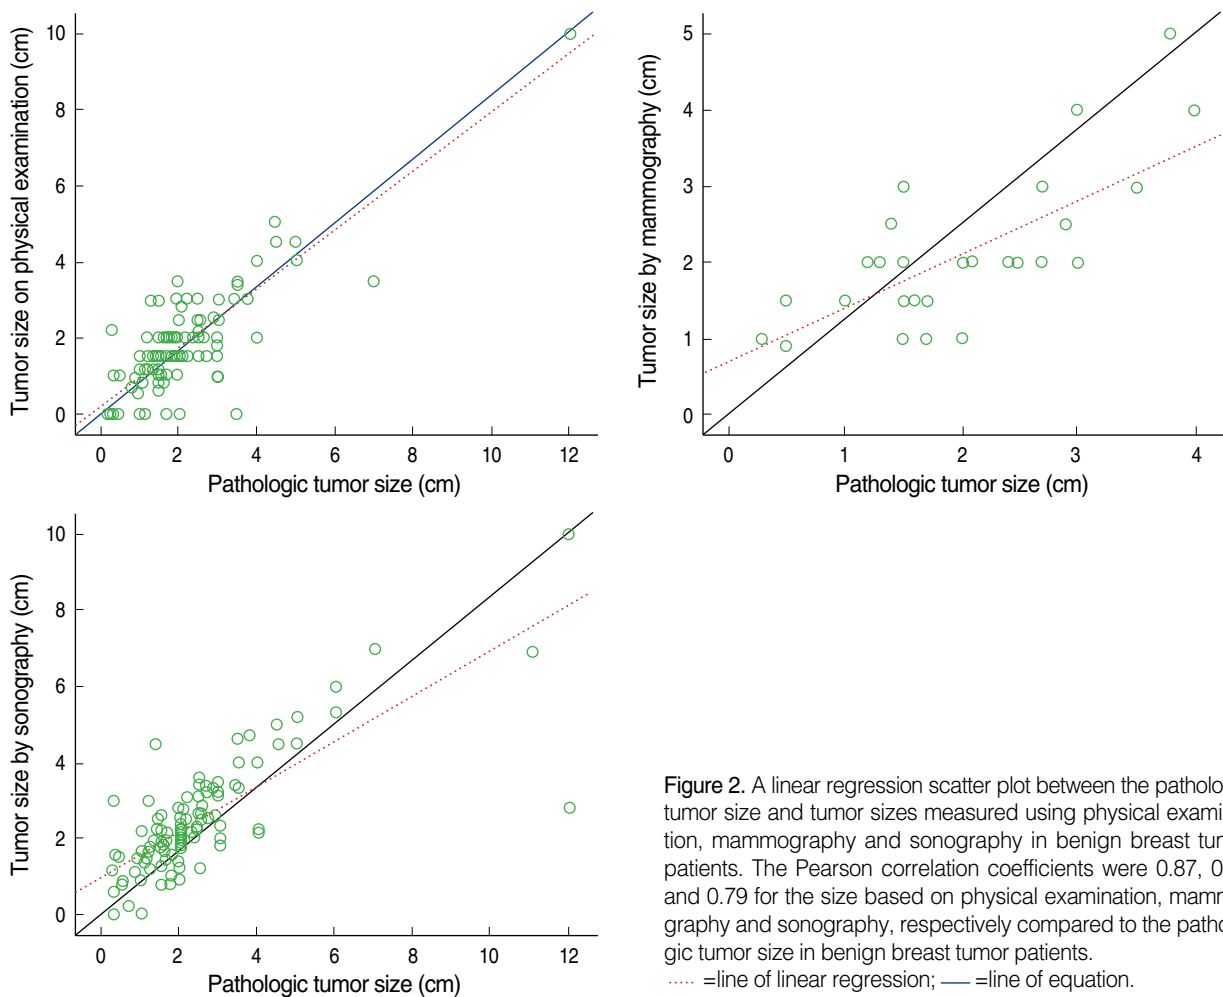 Tumor size on physical examination (cm)
10
8
6
4
2
0
0 2 4 6 8 10 12
Pathologic tumor size (cm)
Tumor size by mammography (cm)
5
4
3
2
1
0
0 1 2 3 4
Pathologic tumor size (cm)
Tumor size by sonography (cm)
10
8
6
4
2
0
0 2 4 6 8 10 12
Pathologic tumor size (cm)
Figure 2. A linear regression scatter plot between the patholo
tumor size and tumor sizes measured using physical exami
tion, mammography and sonography in benign breast tu
patients. The Pearson correlation coefficients were 0.87, 0.
and 0.79 for the size based on physical examination, mamm
graphy and sonography, respectively compared to the patho
gic tumor size in benign breast tumor patients.
=line of linear regression; =line of equation.